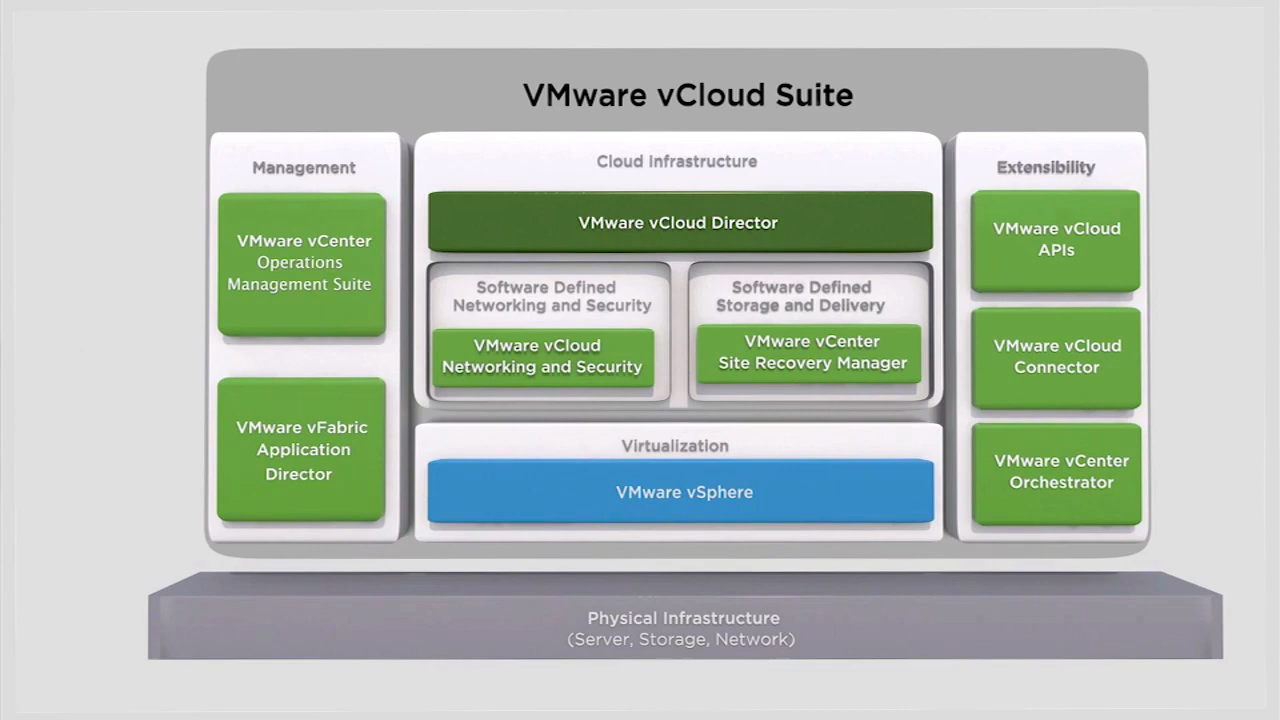 VMware vCloud Suite
Management
VMware vCenter
Operations
Management Suite
VMware vFabric
Application
Director
Cloud Infrastructure
VMware vCloud Director
Software Defined
Networking and Security
VMware vCloud
Networking and Security
Software Defined
Storage and Delivery
VMware vCenter
Site Recovery Manager
Virtualization
VMware vSphere
Extensibility
VMware vCloud
APIs
VMware vCloud
Connector
VMware vCenter
Orchestrator
Physical Infrastructure
(Server, Storage, Network)